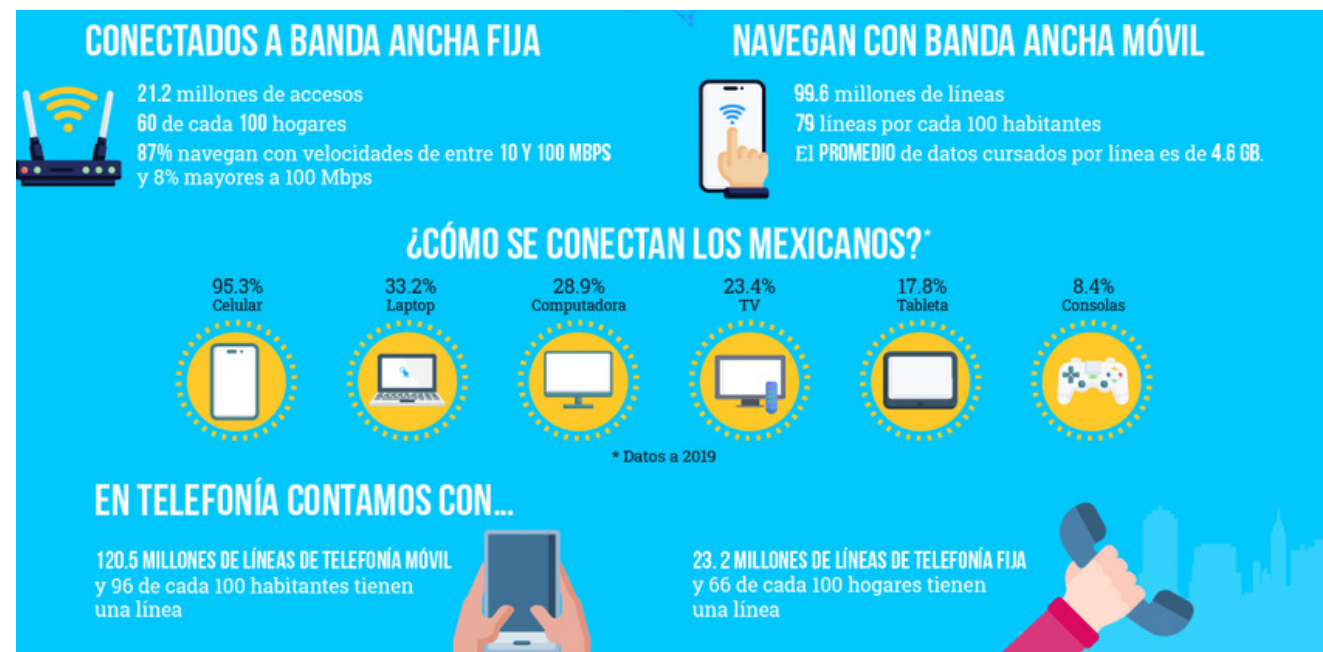 CONECTADOS A BANDA ANCHA FIJA
21.2 millones de accesos
60 de cada 100 hogares
87% navegan con velocidades de entre 10 Y 100 MBPS
y 8% mayores a 100 Mbps
NAVEGAN CON BANDA ANCHA MÓVIL
99.6 millones de líneas
79 líneas por cada 100 habitantes
El PROMEDIO de datos cursados por línea es de 4.6 GB.
¿CÓMO SE CONECTAN LOS MEXICANOS?*
95.3%
Celular
33.2%
Laptop
28.9%
Computadora
23.4%
TV
17.8%
Tableta
8.4%
Consolas
* Datos a 2019
EN TELEFONÍA CONTAMOS CON...
120.5 MILLONES DE LÍNEAS DE TELEFONÍA MÓVIL
y 96 de cada 100 habitantes tienen
una línea
23. 2 MILLONES DE LÍNEAS DE TELEFONÍA FIJA
y 66 de cada 100 hogares tienen
una línea